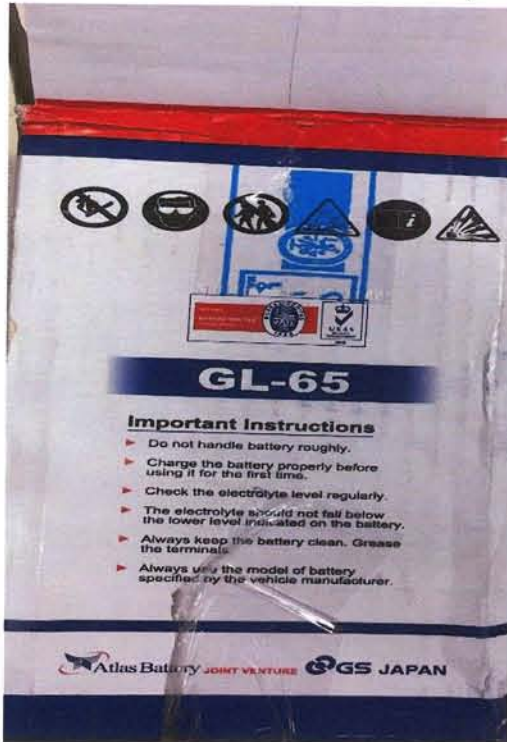 For
UKAS
GL-65
Important Instructions
► Do not handle battery roughly.
► Charge the battery properly before
using it for the first time.
► Check the electrolyte level regularly.
► The electrolyte should not fall below
the lower level indicated on the battery.
► Always keep the battery clean. Grease
the terminals
► Always use the model of battery
specified by the vehicle manufacturer.
Atlas Battery JOINT VENTURE GS JAPAN